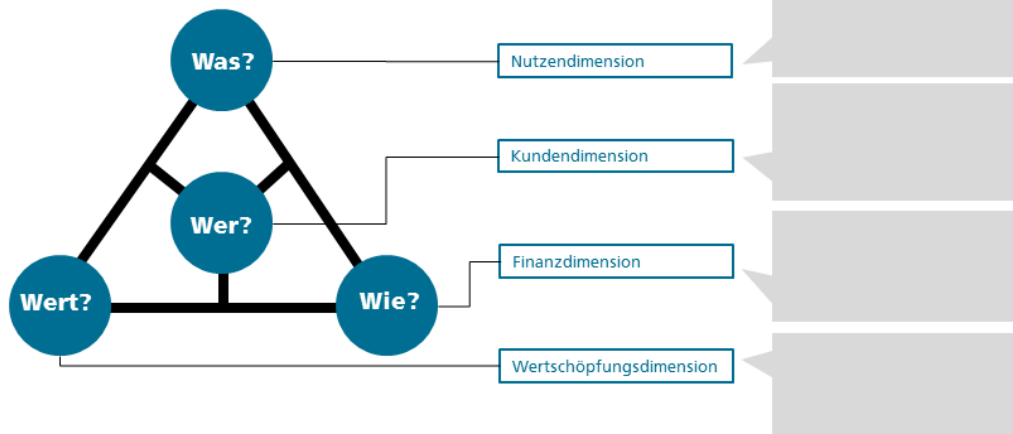 Was?
Nutzendimension
Kundendimension
Wer?
Finanzdimension
Wert?
Wie?
Wertschöpfungsdimension